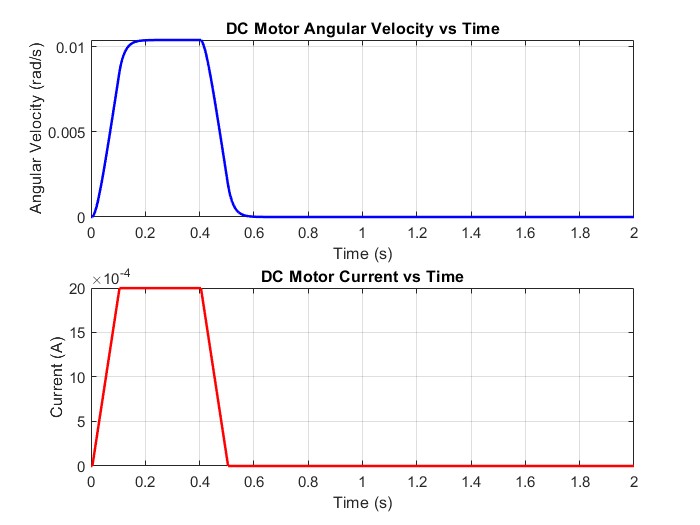 DC Motor Angular Velocity vs Time
Angular Velocity (rad/s)
0.01
0.005
0
0 0.2 0.4 0.6 0.8 1 1.2 1.4 1.6 1.8 2
Time (s)
×10-4
DC Motor Current vs Time
Current (A)
20
15
10
5
0
0 0.2 0.4 0.6 0.8 1 1.2 1.4 1.6 1.8 2
Time (s)